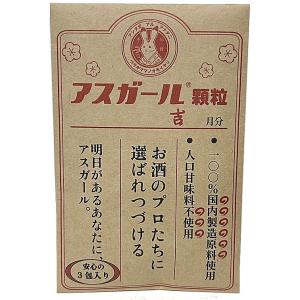 アスガール® 顆粒
吉
月分
・一〇〇%国内製造原料使用
・人口甘味料不使用
お酒のプロたちに
選ばれつづける
明日があるあなたに、
アスガール。
安心の
3包入り